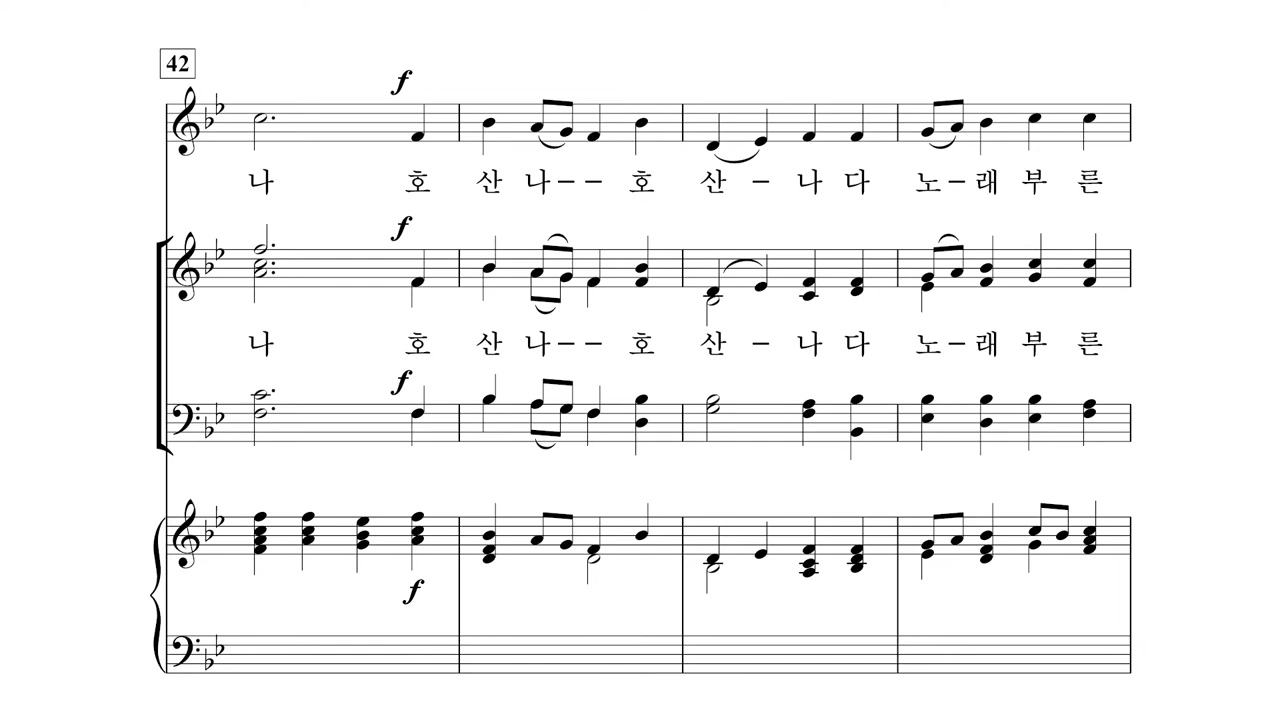 42
f
나 호 산 나 – – 호 산 – 나 다 노 – 래 부 른
f
나 호 산 나 – – 호 산 – 나 다 노 – 래 부 른
f
f